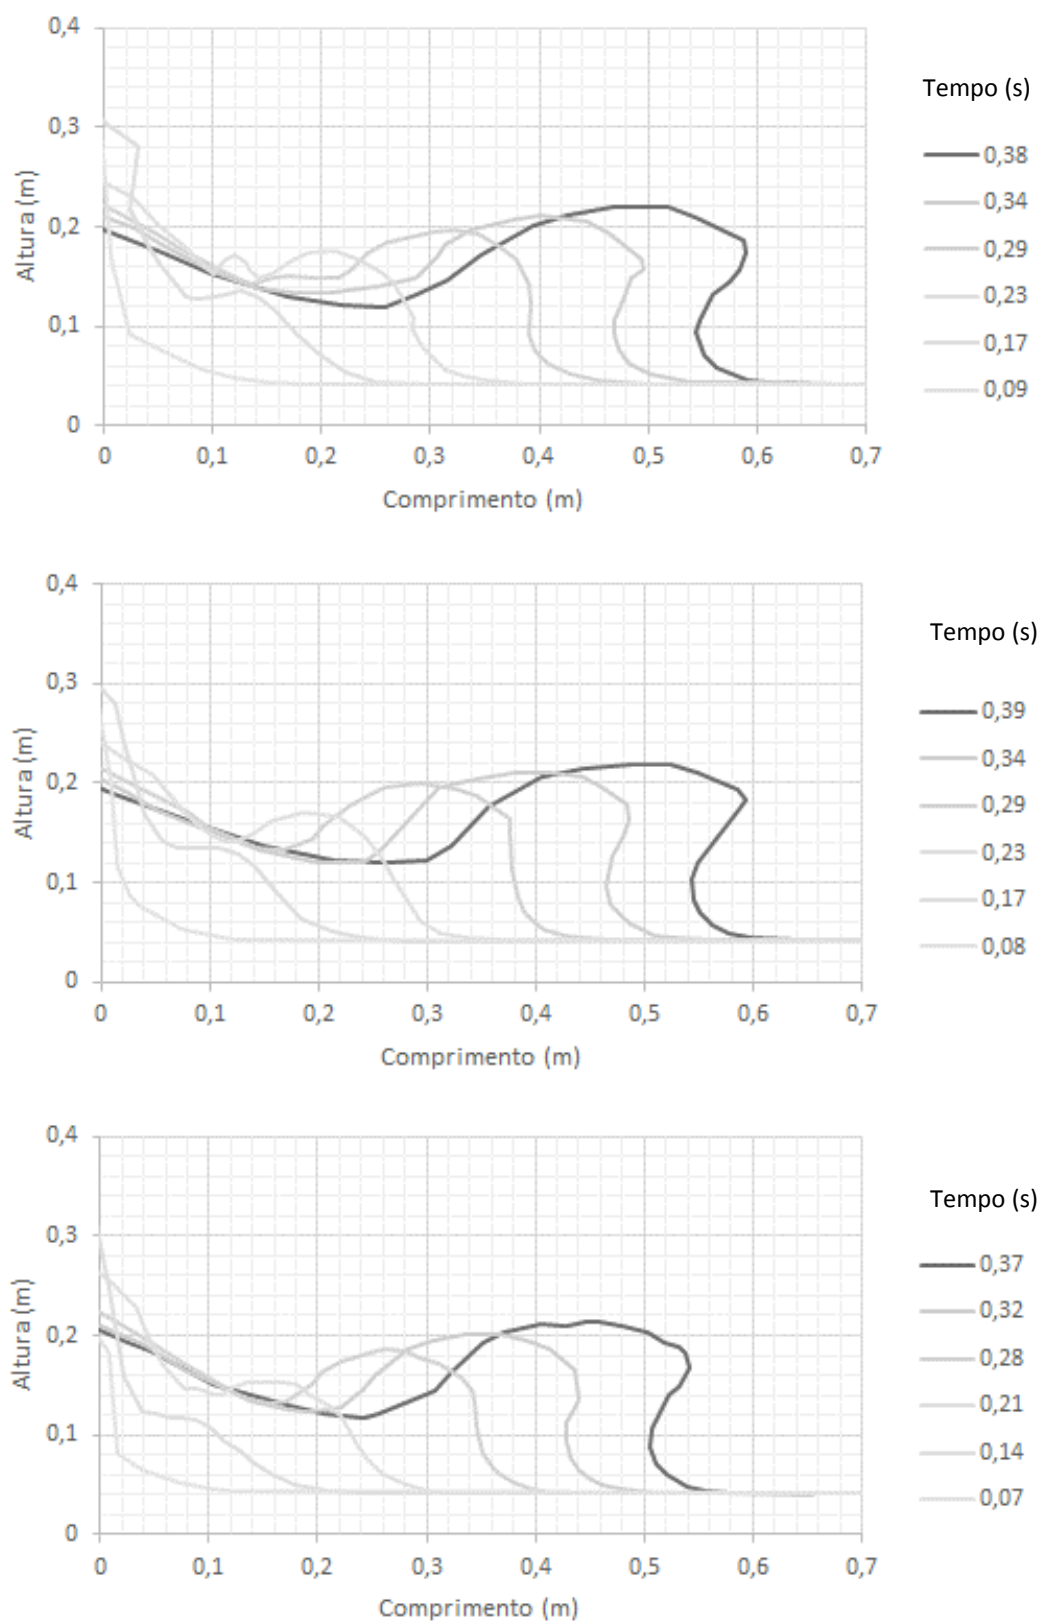 0,4
0,3
0,2
0,1
0
Altura (m)
0 0,1 0,2 0,3 0,4 0,5 0,6 0,7
Comprimento (m)
Tempo (s)
0,38
0,34
0,29
0,23
0,17
0,09
0,4
0,3
0,2
0,1
0
Altura (m)
0 0,1 0,2 0,3 0,4 0,5 0,6 0,7
Comprimento (m)
Tempo (s)
0,39
0,34
0,29
0,23
0,17
0,08
0,4
0,3
0,2
0,1
0
Altura (m)
0 0,1 0,2 0,3 0,4 0,5 0,6 0,7
Comprimento (m)
Tempo (s)
0,37
0,32
0,28
0,21
0,14
0,07